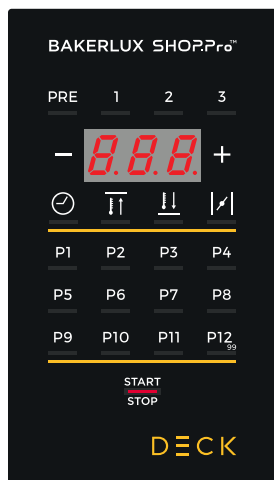 BAKERLUX SHOP.Pro™
PRE 1 2 3
− 8.8.8. +
P1 P2 P3 P4
P5 P6 P7 P8
P9 P10 P11 P12
99
START
STOP
DECK